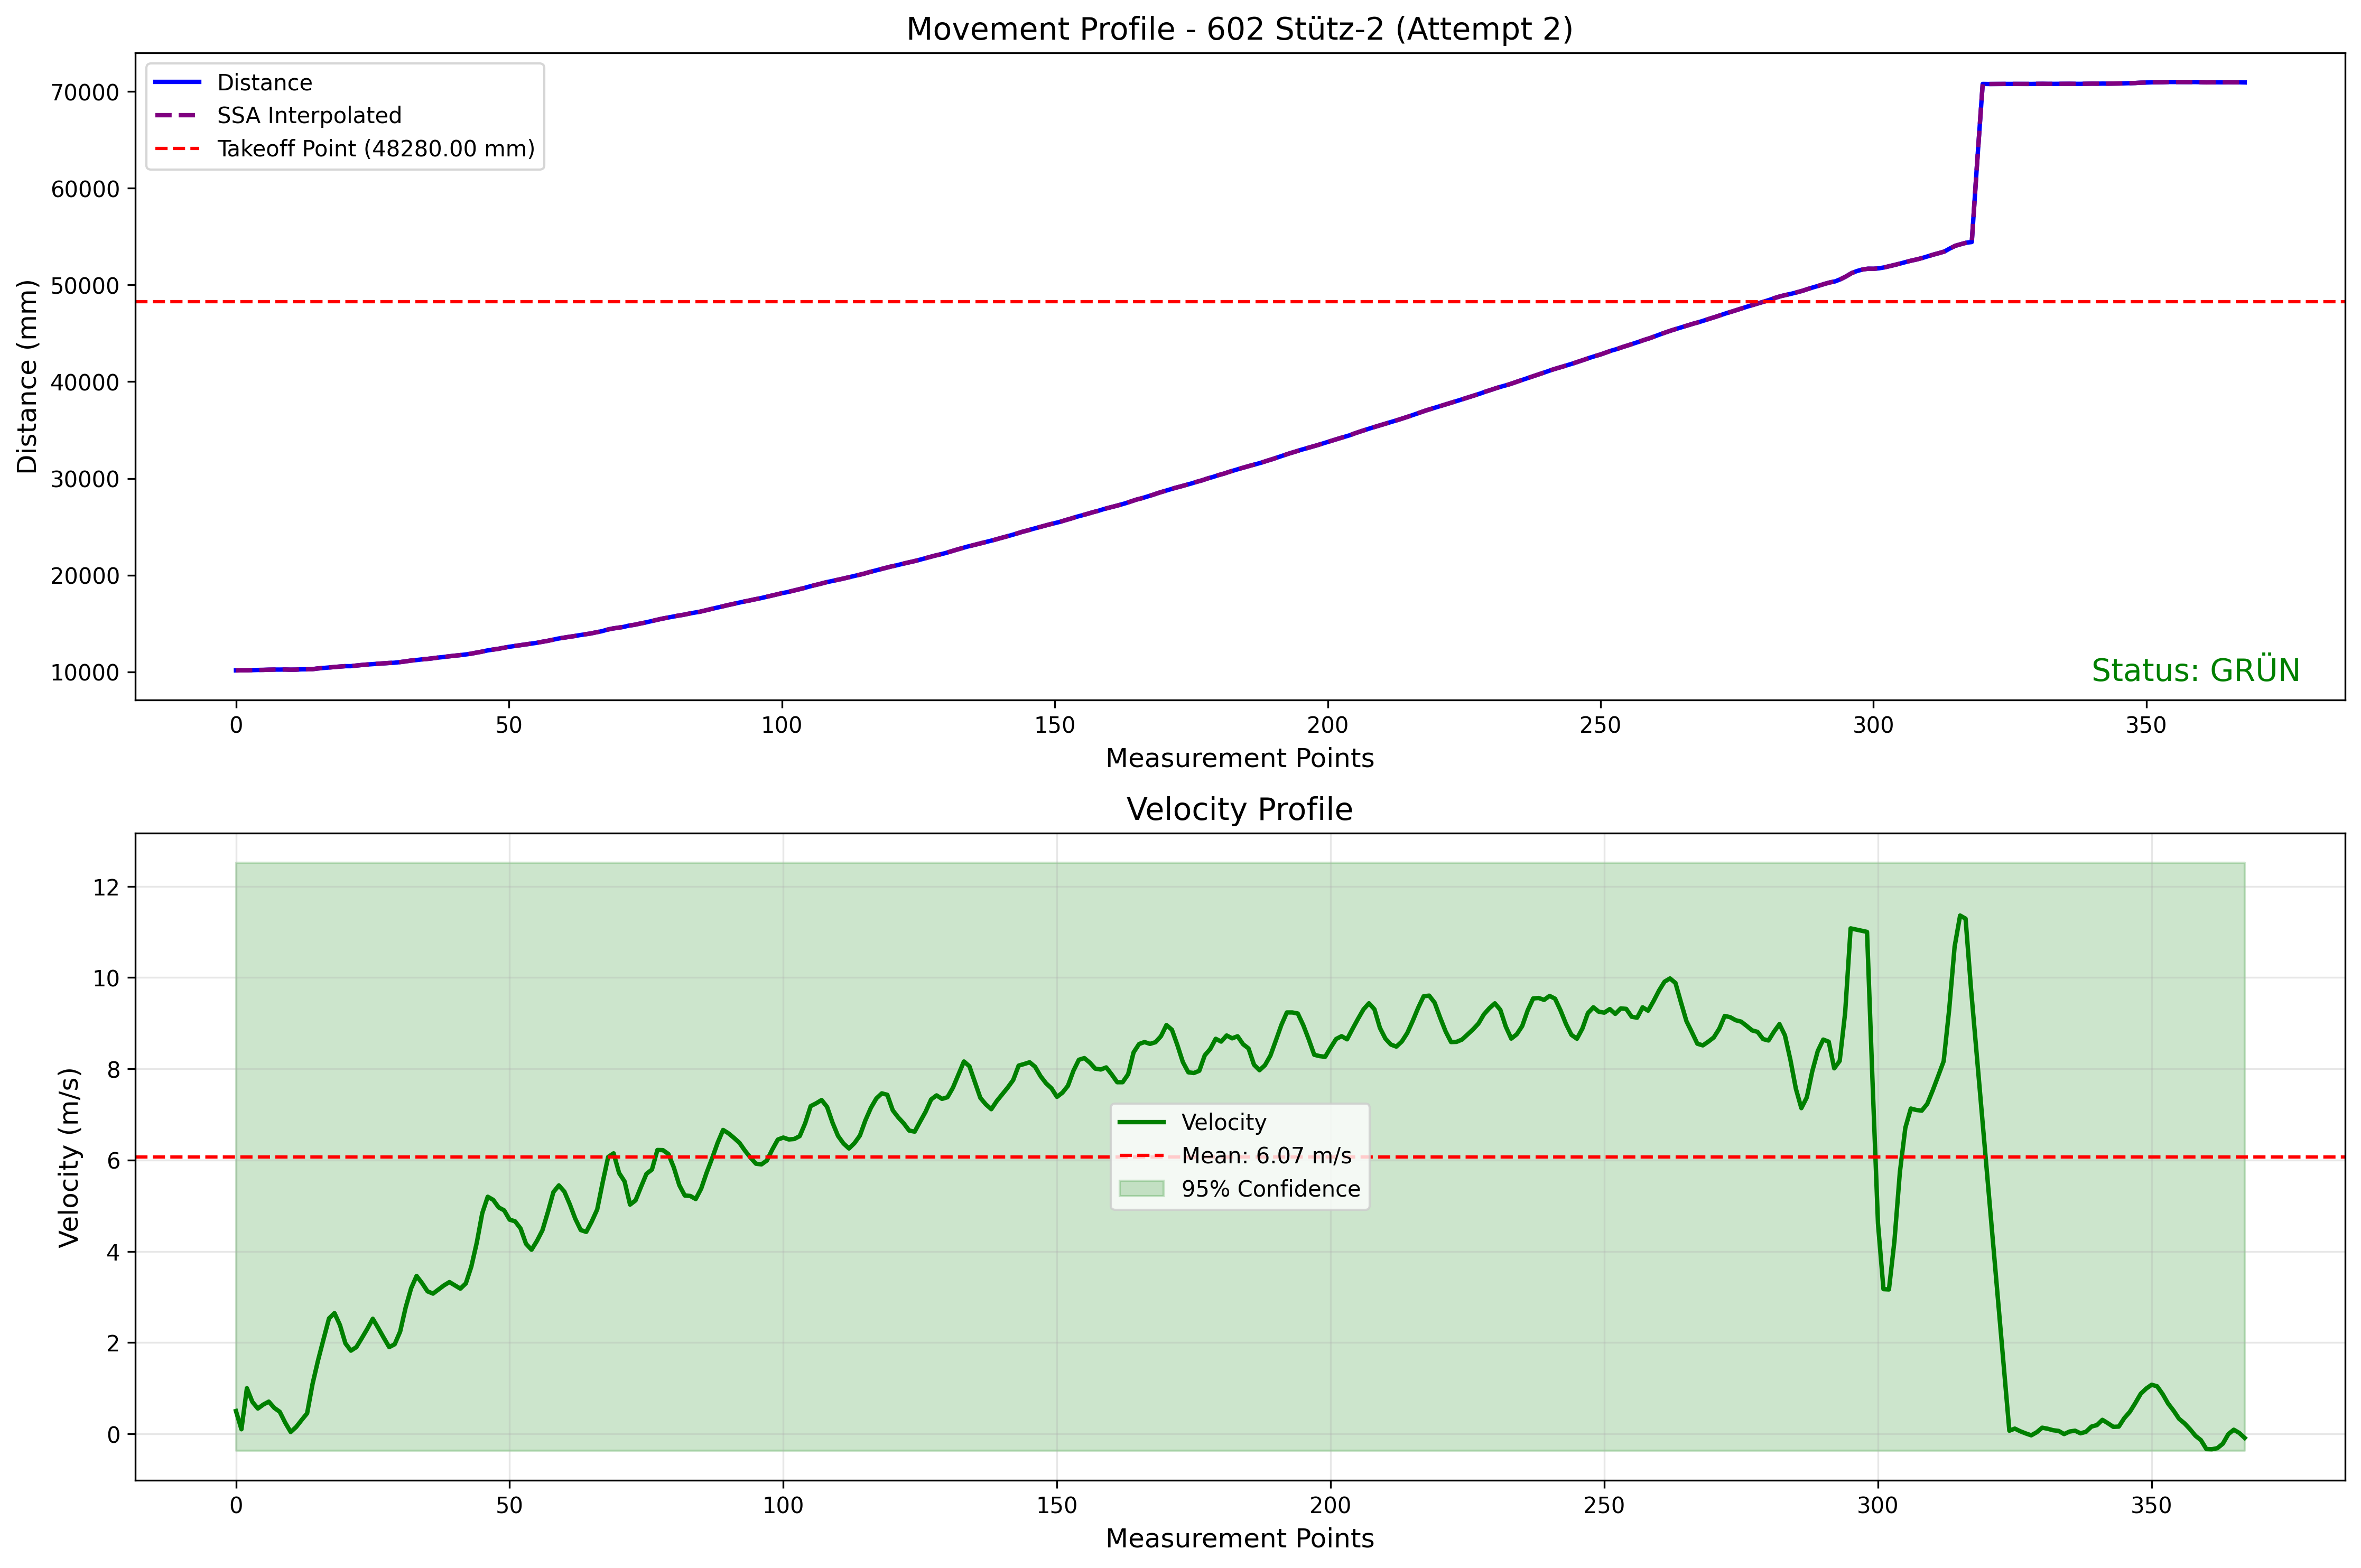 Movement Profile - 602 Stütz-2 (Attempt 2)
Distance
SSA Interpolated
Takeoff Point (48280.00 mm)
Distance (mm)
70000
60000
50000
40000
30000
20000
10000
Status: GRÜN
0 50 100 150 200 250 300 350
Measurement Points
Velocity Profile
Velocity (m/s)
12
10
8
6
4
2
0
Velocity
Mean: 6.07 m/s
95% Confidence
0 50 100 150 200 250 300 350
Measurement Points